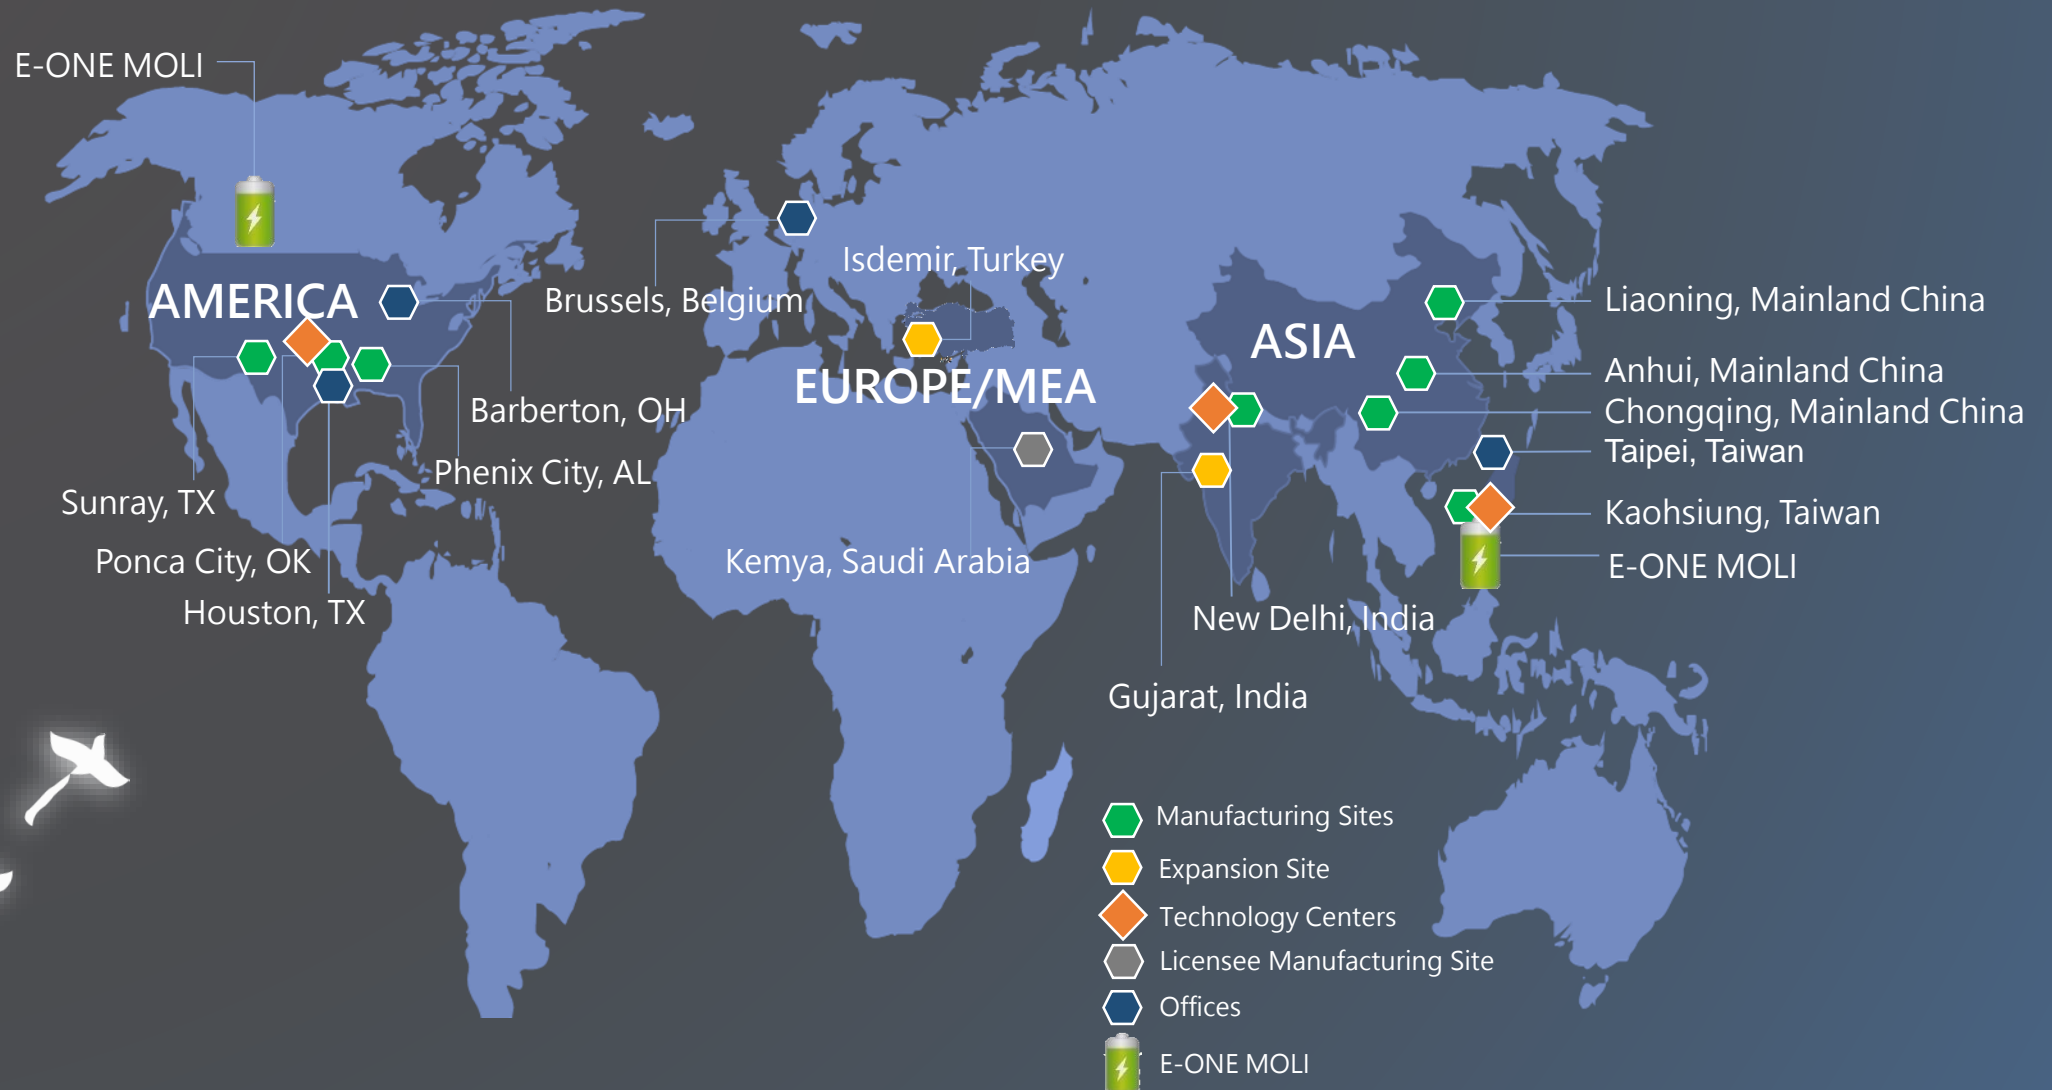 E-ONE MOLI
AMERICA
Sunray, TX
Ponca City, OK
Houston, TX
Barberton, OH
Phenix City, AL
Brussels, Belgium
Isdemir, Turkey
EUROPE/MEA
Kemya, Saudi Arabia
ASIA
New Delhi, India
Gujarat, India
Liaoning, Mainland China
Anhui, Mainland China
Chongqing, Mainland China
Taipei, Taiwan
Kaohsiung, Taiwan
E-ONE MOLI
Manufacturing Sites
Expansion Site
Technology Centers
Licensee Manufacturing Site
Offices
E-ONE MOLI